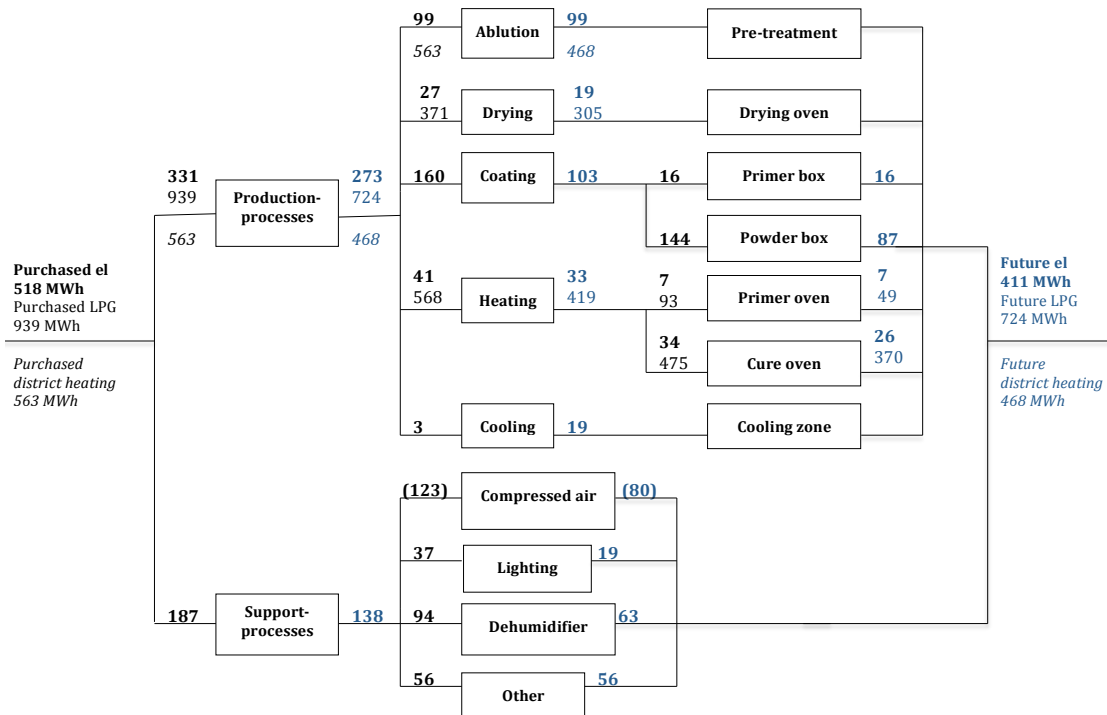 99
563
Ablution
99
468
Pre-treatment
27
371
Drying
19
305
Drying oven
331
939
563
Production-
processes
273
724
468
160
Coating
103
16
Primer box
16
144
Powder box
87
Purchased el
518 MWh
Purchased LPG
939 MWh
Purchased
district heating
563 MWh
41
568
Heating
33
419
7
93
Primer oven
7
49
34
475
Cure oven
26
370
Future el
411 MWh
Future LPG
724 MWh
Future
district heating
468 MWh
3
Cooling
19
Cooling zone
(123)
Compressed air
(80)
37
Lighting
19
187
Support-
processes
138
94
Dehumidifier
63
56
Other
56